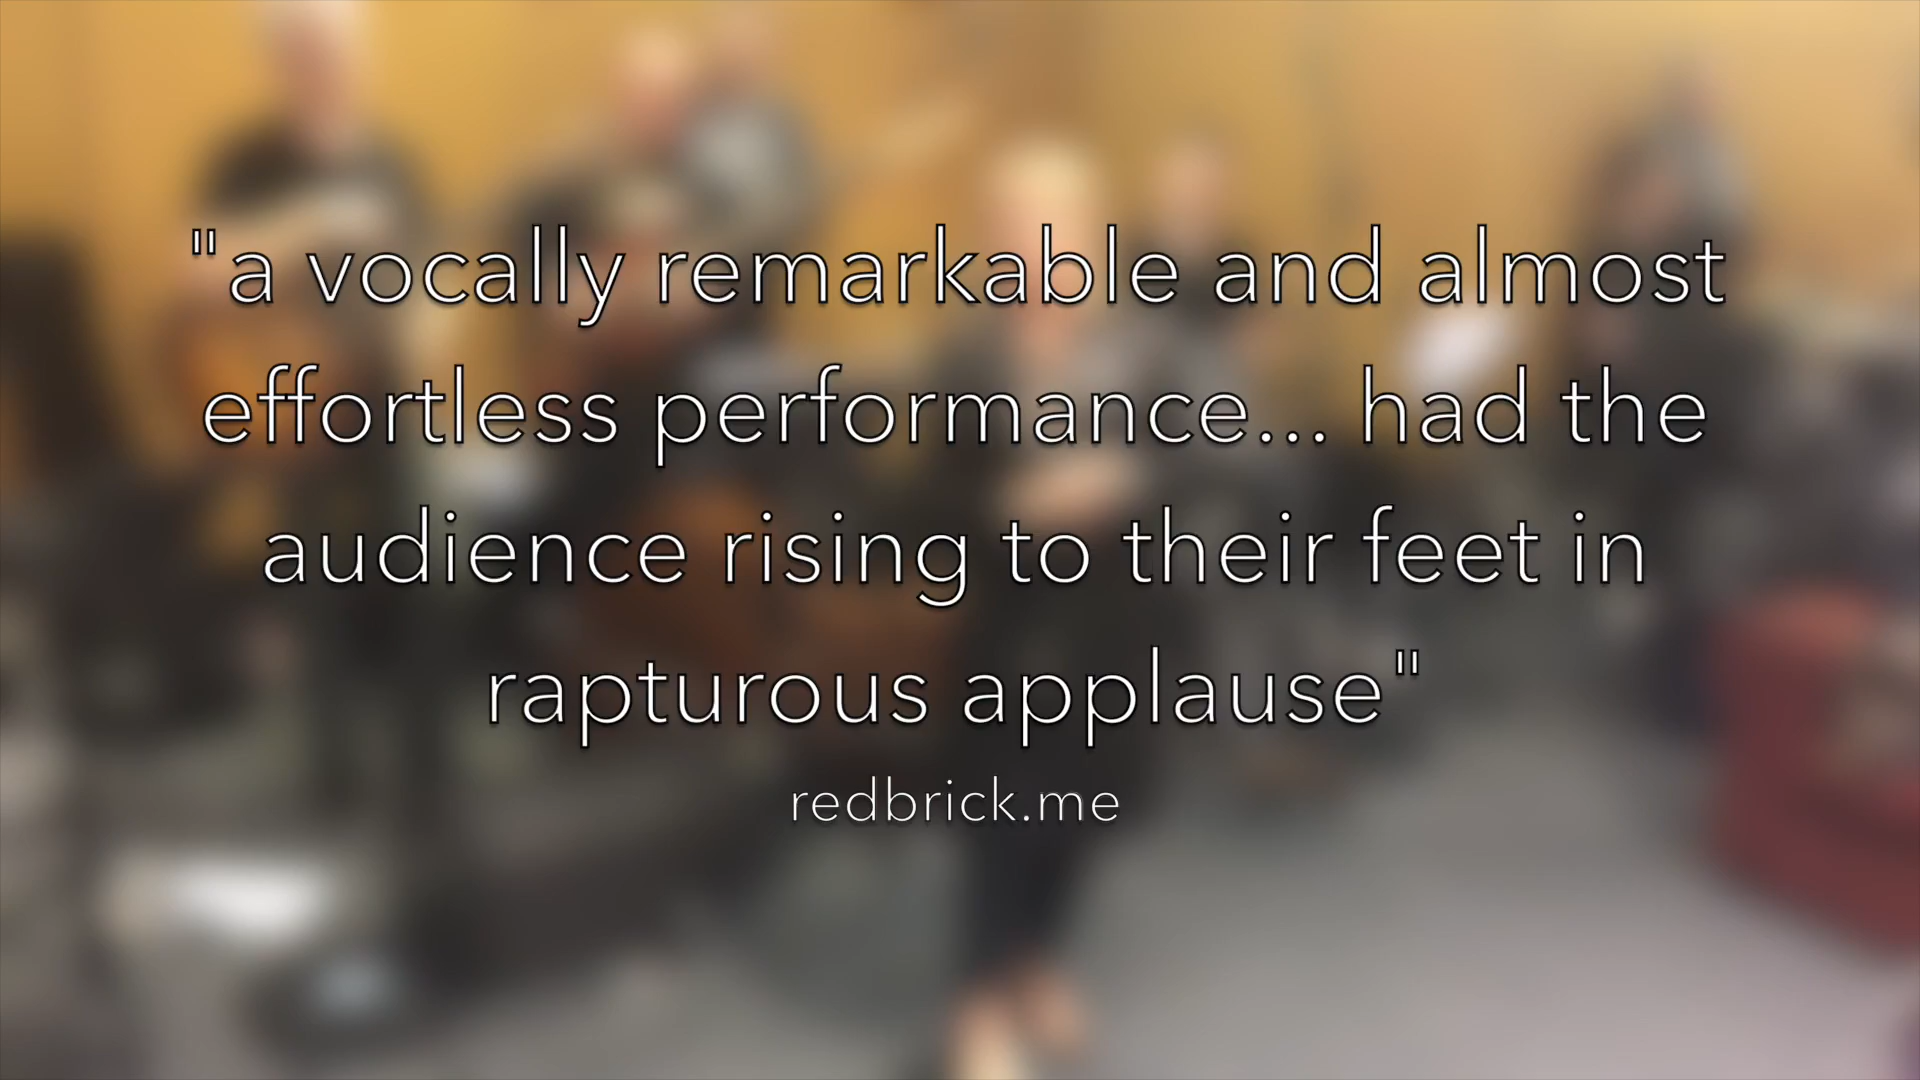 "a vocally remarkable and almost
effortless performance... had the
audience rising to their feet in
rapturous applause"
redbrick.me